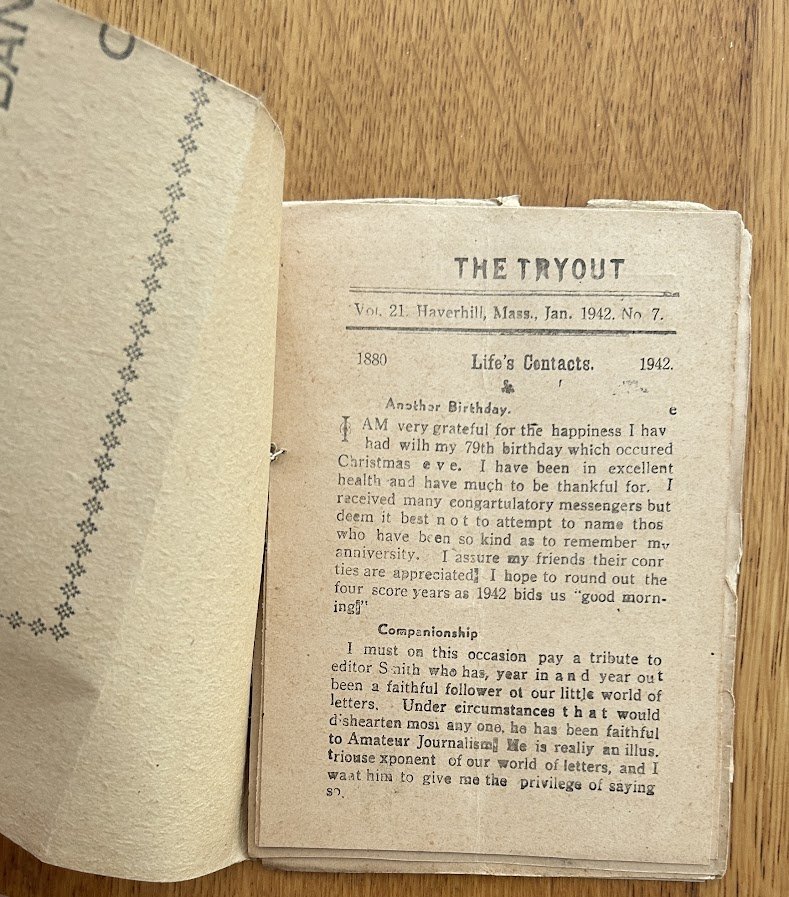 DAN
C
THE TRYOUT
Vol. 21. Haverhill, Mass., Jan. 1942. No 7.
1880 Life's Contacts. 1942.
Another Birthday. e
I AM very grateful for the happiness I hav
had wilh my 79th birthday which occured
Christmas eve. I have been in excellent
health and have much to be thankful for. I
received many congartulatory messengers but
deem it best not to attempt to name thos
who have been so kind as to remember my
anniversity. I assure my friends their conr
ties are appreciated. I hope to round out the
four score years as 1942 bids us "good morn-
ing."
Companionship
I must on this occasion pay a tribute to
editor Smith who has, year in and year out
been a faithful follower of our little world of
letters. Under circumstances that would
dishearten most any one, he has been faithful
to Amateur Journalism. He is really an illus.
triouse xponent of our world of letters, and I
waat him to give me the privilege of saying
so.